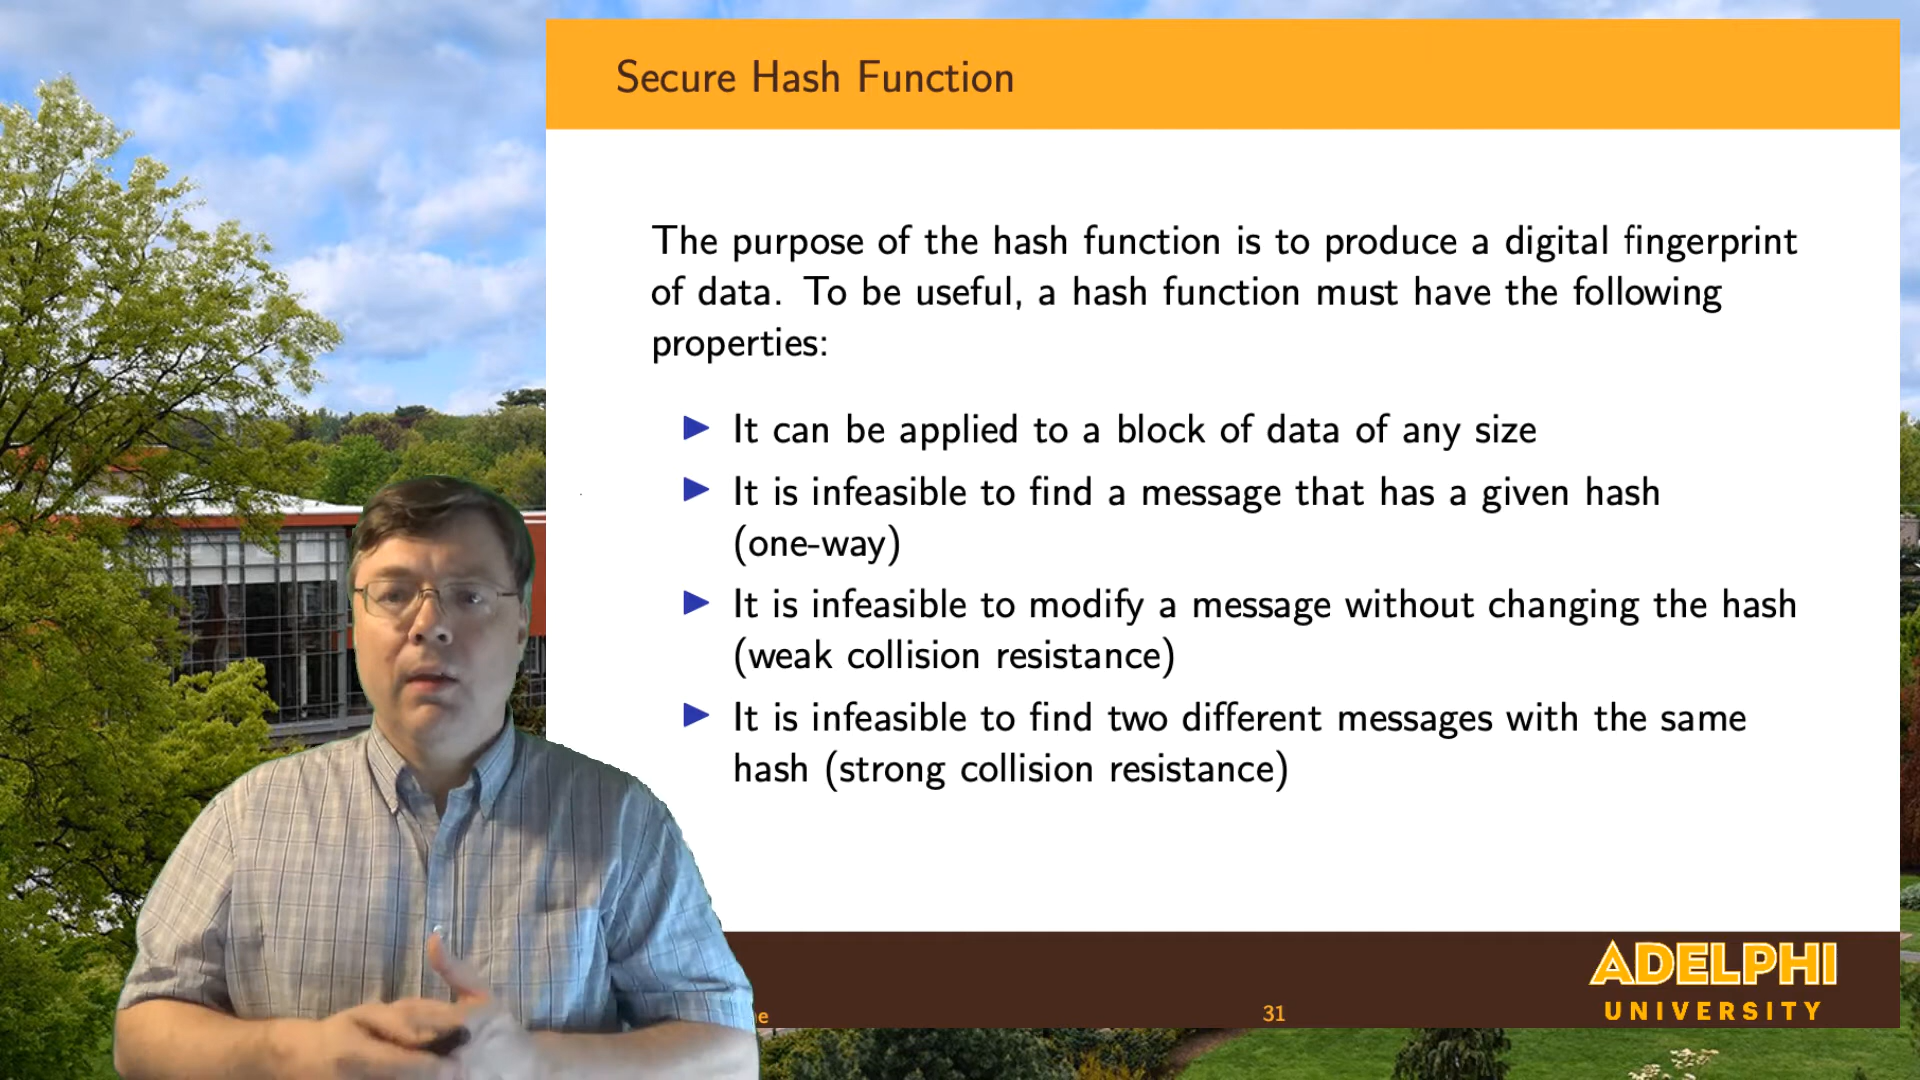 Secure Hash Function
The purpose of the hash function is to produce a digital fingerprint
of data. To be useful, a hash function must have the following
properties:
It can be applied to a block of data of any size
It is infeasible to find a message that has a given hash
(one-way)
It is infeasible to modify a message without changing the hash
(weak collision resistance)
It is infeasible to find two different messages with the same
hash (strong collision resistance)
31
ADELPHI
UNIVERSITY